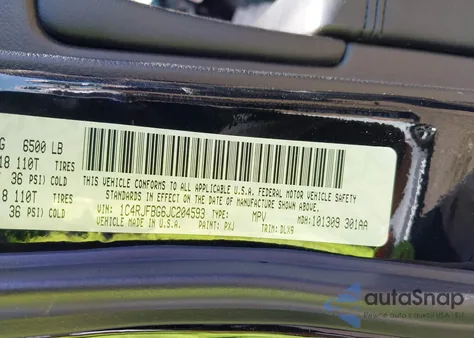 G 6500 LB
18 110T TIRES
36 PSI) COLD
8 110T TIRES
36 PSI) COLD
THIS VEHICLE CONFORMS TO ALL APPLICABLE U.S.A.
FEDERAL MOTOR VEHICLE SAFETY
STANDARDS IN EFFECT ON THE DATE OF MANUFACTURE SHOWN ABOVE.
VIN: 1C4RJFBG6JC204593 TYPE: MPV MDH: 101309 301AA
VEHICLE MADE IN U.S.A. PAINT: PXJ TRIM: DLX9
autoSnap